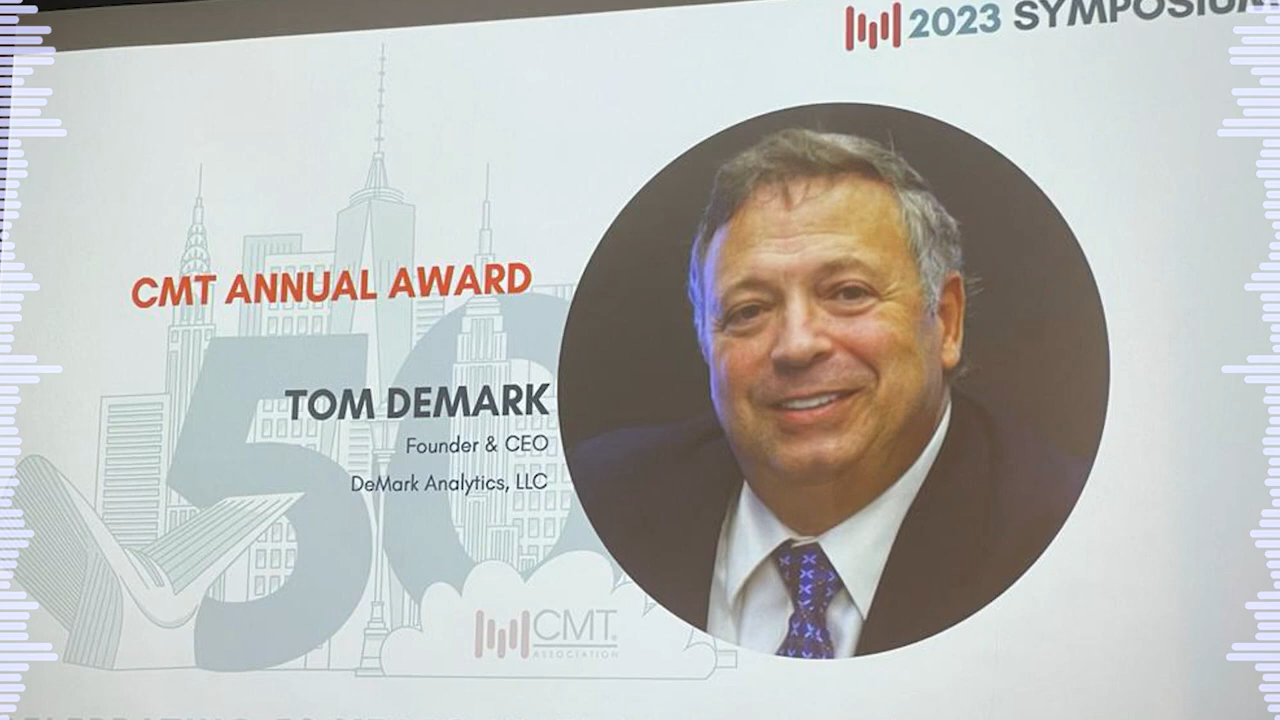 2023 SYMPOSIUM
CMT ANNUAL AWARD
50
TOM DEMARK
Founder & CEO
DeMark Analytics, LLC
CMT
ASSOCIATION